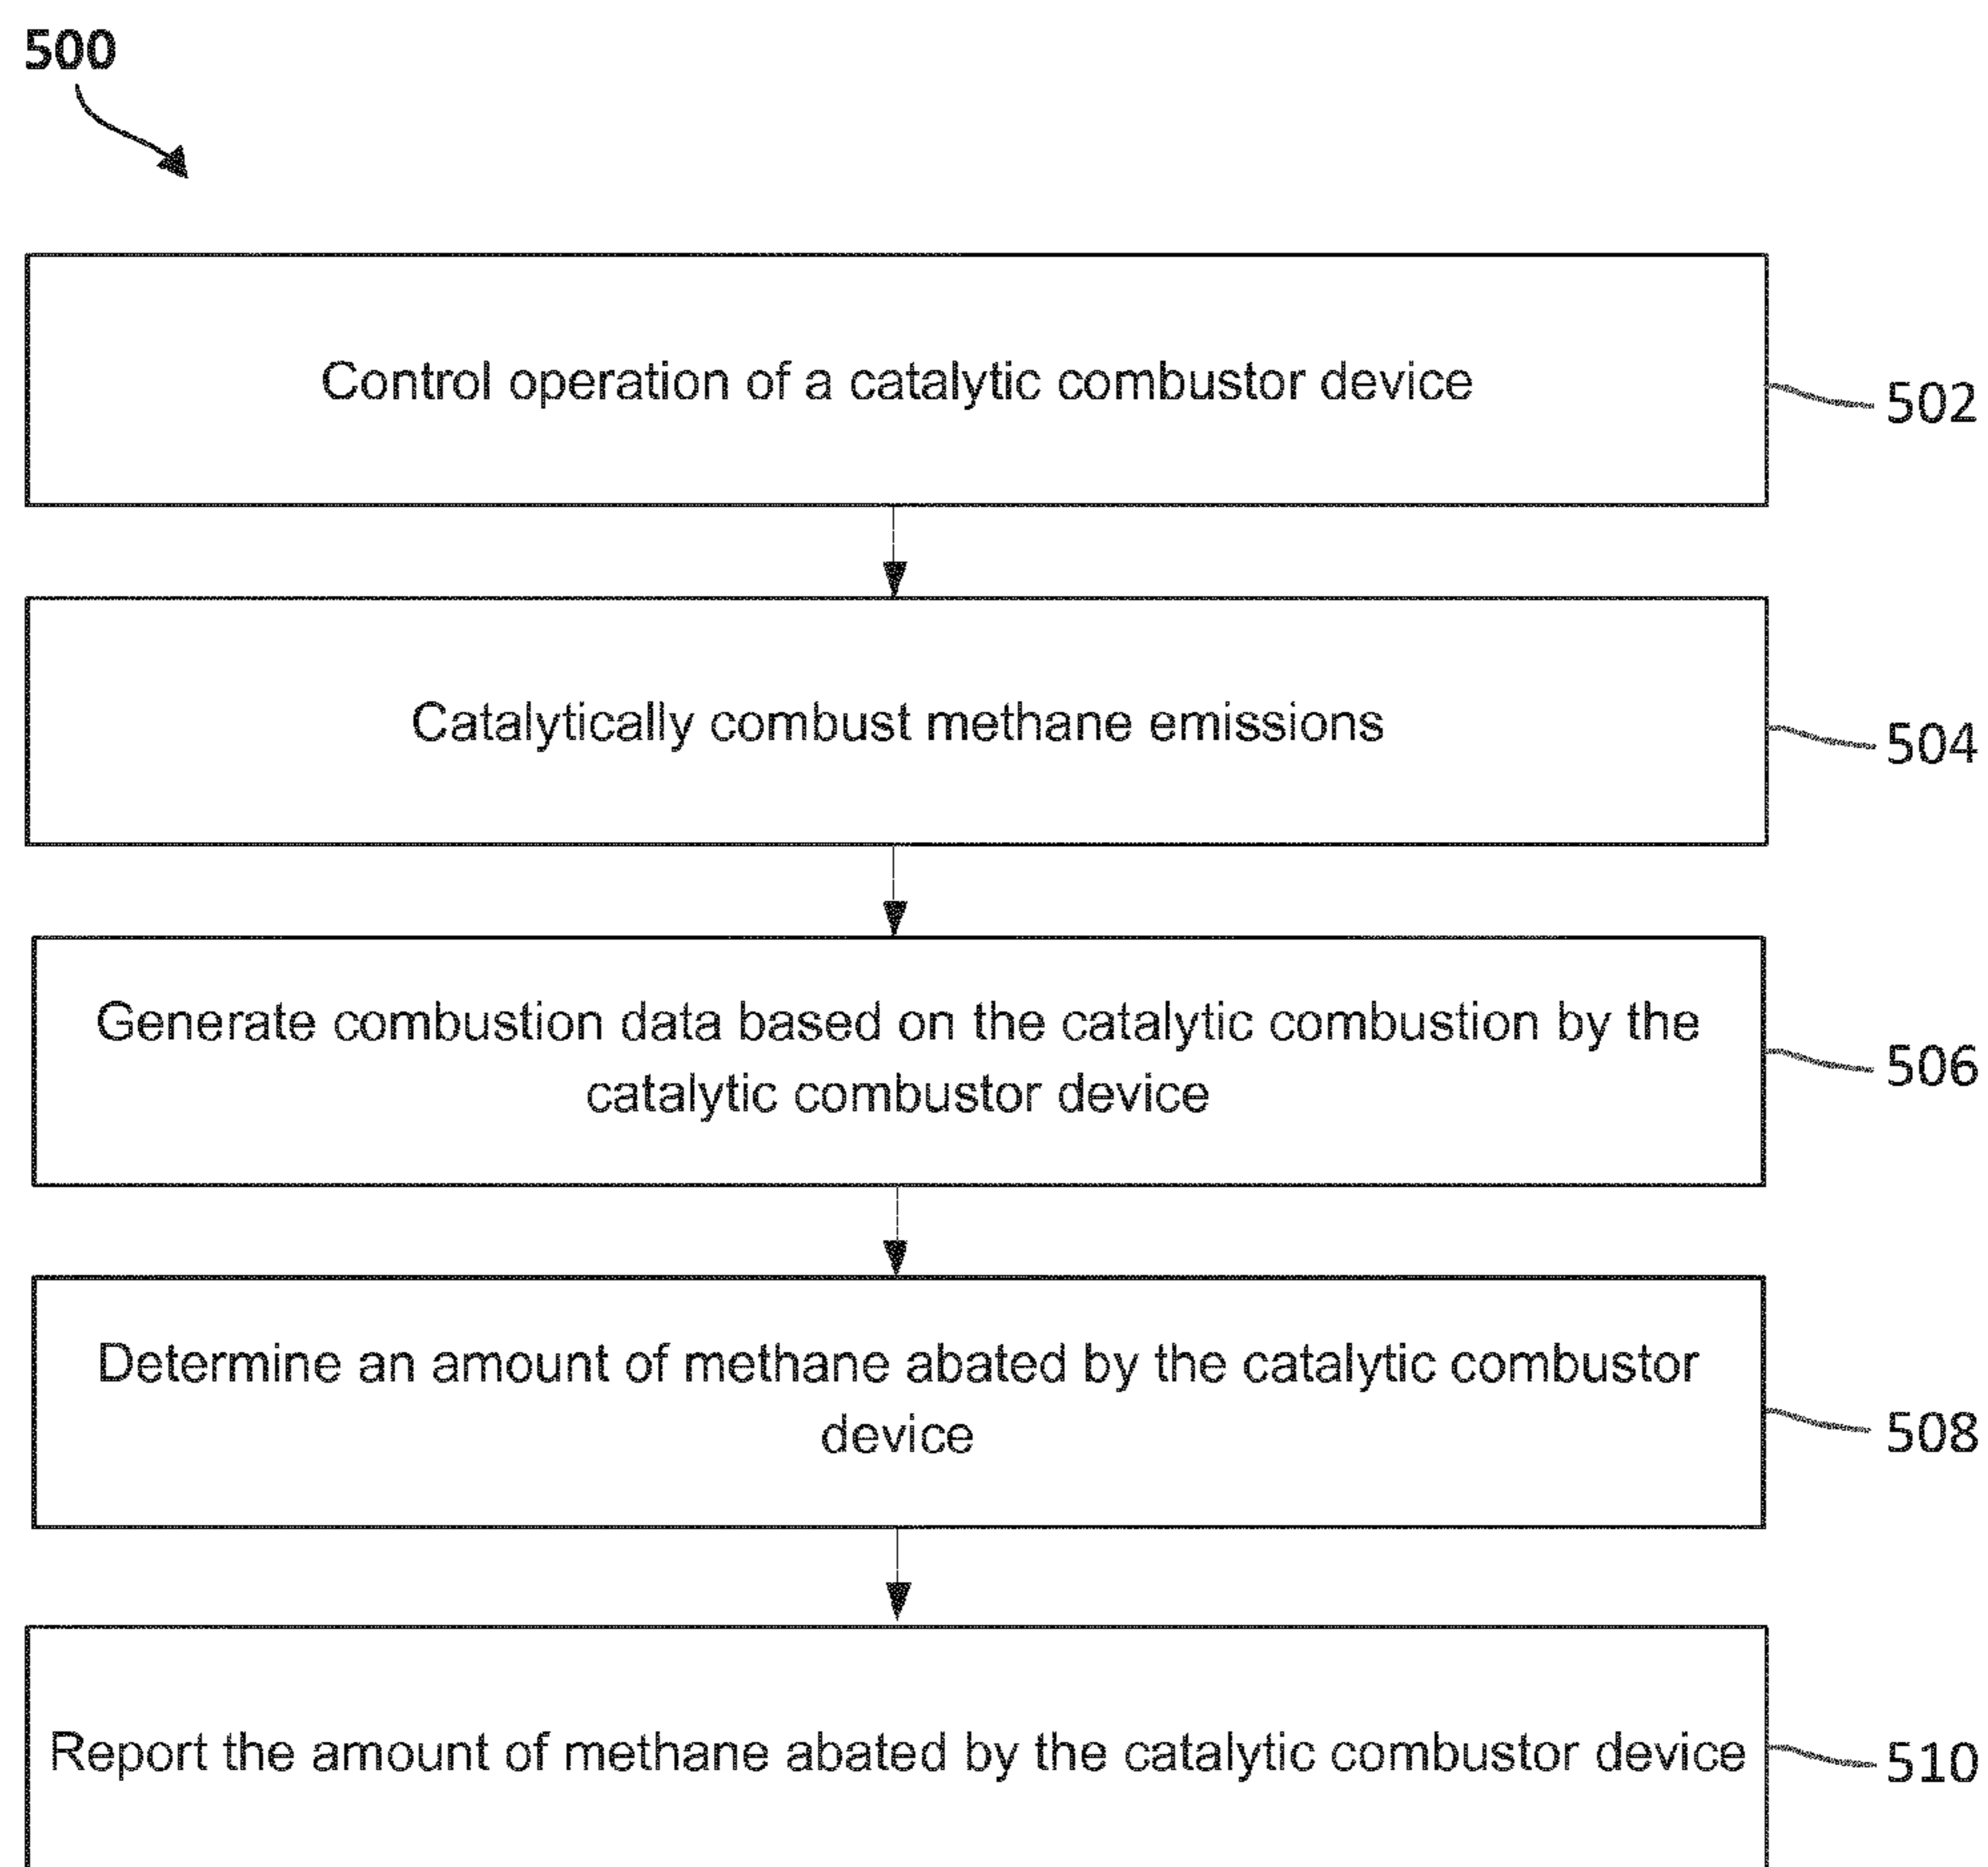 500
Control operation of a catalytic combustor device
502
Catalytically combust methane emissions
504
Generate combustion data based on the catalytic combustion by the
catalytic combustor device
506
Determine an amount of methane abated by the catalytic combustor
device
508
Report the amount of methane abated by the catalytic combustor device
510